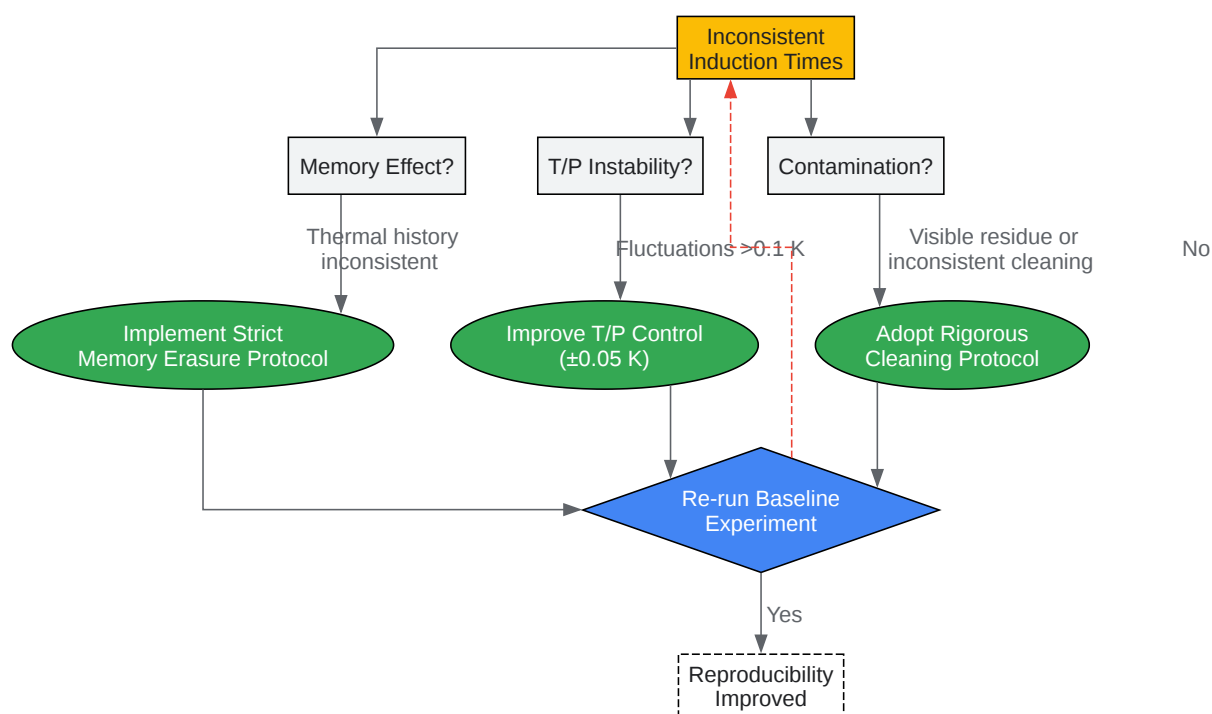 Inconsistent
Induction Times
Memory Effect?
T/P Instability?
Contamination?
Thermal history
inconsistent
Fluctuations >0.1 K
Visible residue or
inconsistent cleaning
No
Implement Strict
Memory Erasure Protocol
Improve T/P Control
(±0.05 K)
Adopt Rigorous
Cleaning Protocol
Re-run Baseline
Experiment
Yes
Reproducibility
Improved